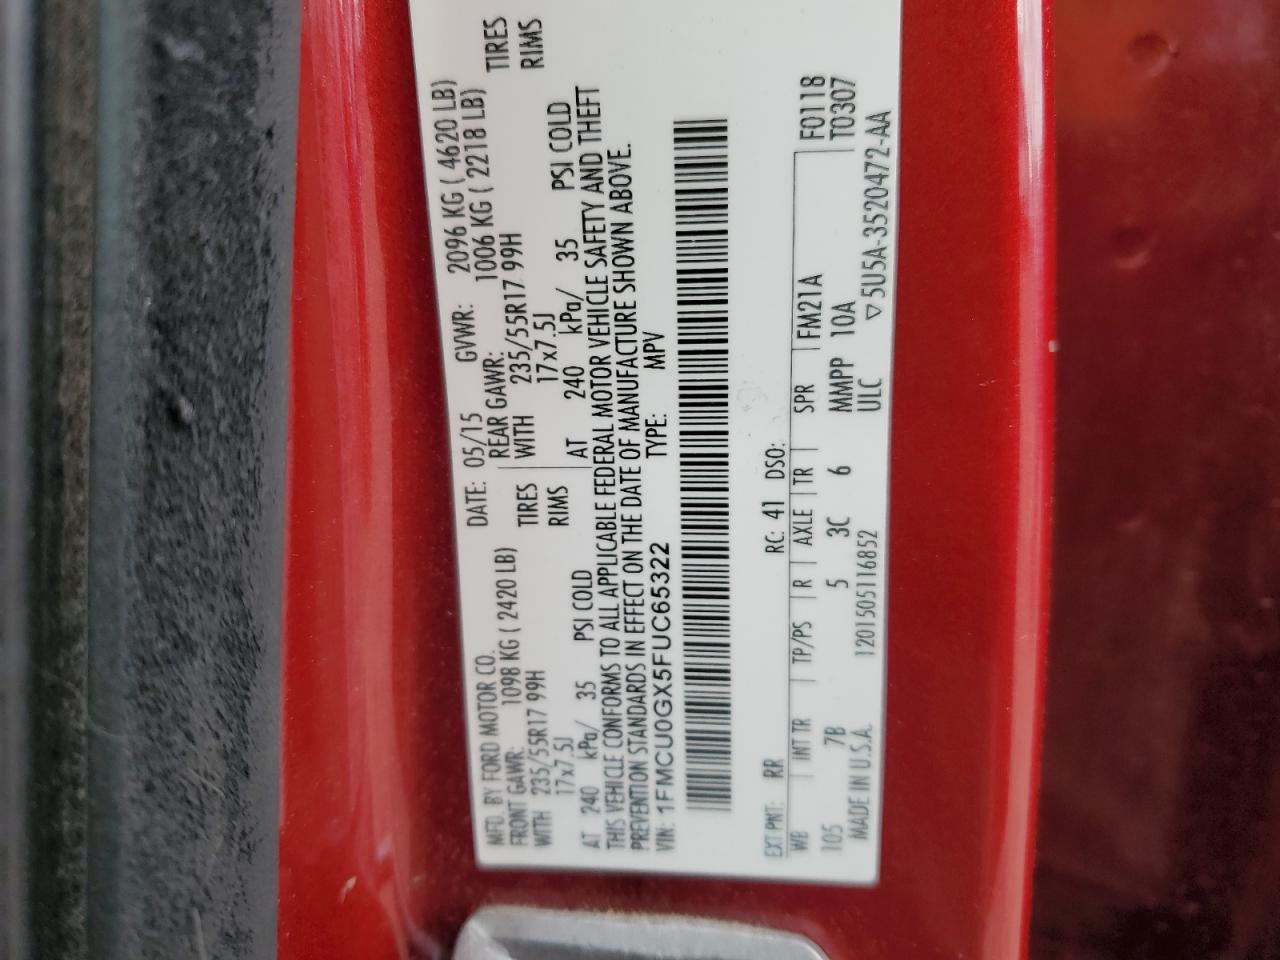 MFD. BY FORD MOTOR CO. DATE: 05/15 GVWR: 2096 KG ( 4620 LB)
FRONT GAWR: 1098 KG ( 2420 LB) REAR GAWR: 1006 KG ( 2218 LB)
WITH 235/55R17 99H TIRES WITH 235/55R17 99H TIRES
17x7.5J RIMS 17x7.5J RIMS
AT 240 kPa/ 35 PSI COLD AT 240 kPa/ 35 PSI COLD
THIS VEHICLE CONFORMS TO ALL APPLICABLE FEDERAL MOTOR VEHICLE SAFETY AND THEFT
PREVENTION STANDARDS IN EFFECT ON THE DATE OF MANUFACTURE SHOWN ABOVE.
VIN: 1FMCU0GX5FUC65322 TYPE: MPV
EXT PNT: RR RC: 41 DSO:
WB INT TR TP/PS R AXLE TR SPR FM21A F0118
105 7B 5 3C 6 MMPP 10A T0307
MADE IN U.S.A. 1201505116852 ULC ▽5U5A-3520472-AA